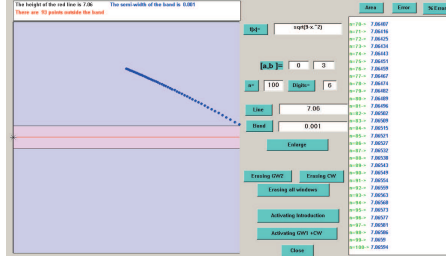 The height of the red line is 7.06 The semi-width of the band is 0.001
There are 93 points outside the band
f(x)= sqrt(9-x.^2)
[a,b ]= 0 3
n= 100 Digits= 6
Line 7.06
Band 0.001
Enlarge
Erasing GW2 Erasing CW
Erasing all windows
Activating Introduction
Activating GW1 +CW
Close
Area Error % Error
n=70-> 7.06407
n=71-> 7.06416
n=72-> 7.06425
n=73-> 7.06434
n=74-> 7.06443
n=75-> 7.06451
n=76-> 7.06459
n=77-> 7.06467
n=78-> 7.06474
n=79-> 7.06482
n=80-> 7.06489
n=81-> 7.06496
n=82-> 7.06502
n=83-> 7.06509
n=84-> 7.06515
n=85-> 7.06521
n=86-> 7.06527
n=87-> 7.06532
n=88-> 7.06538
n=89-> 7.06543
n=90-> 7.06549
n=91-> 7.06554
n=92-> 7.06559
n=93-> 7.06563
n=94-> 7.06568
n=95-> 7.06573
n=96-> 7.06577
n=97-> 7.06581
n=98-> 7.06586
n=99-> 7.0659
n=100-> 7.06594